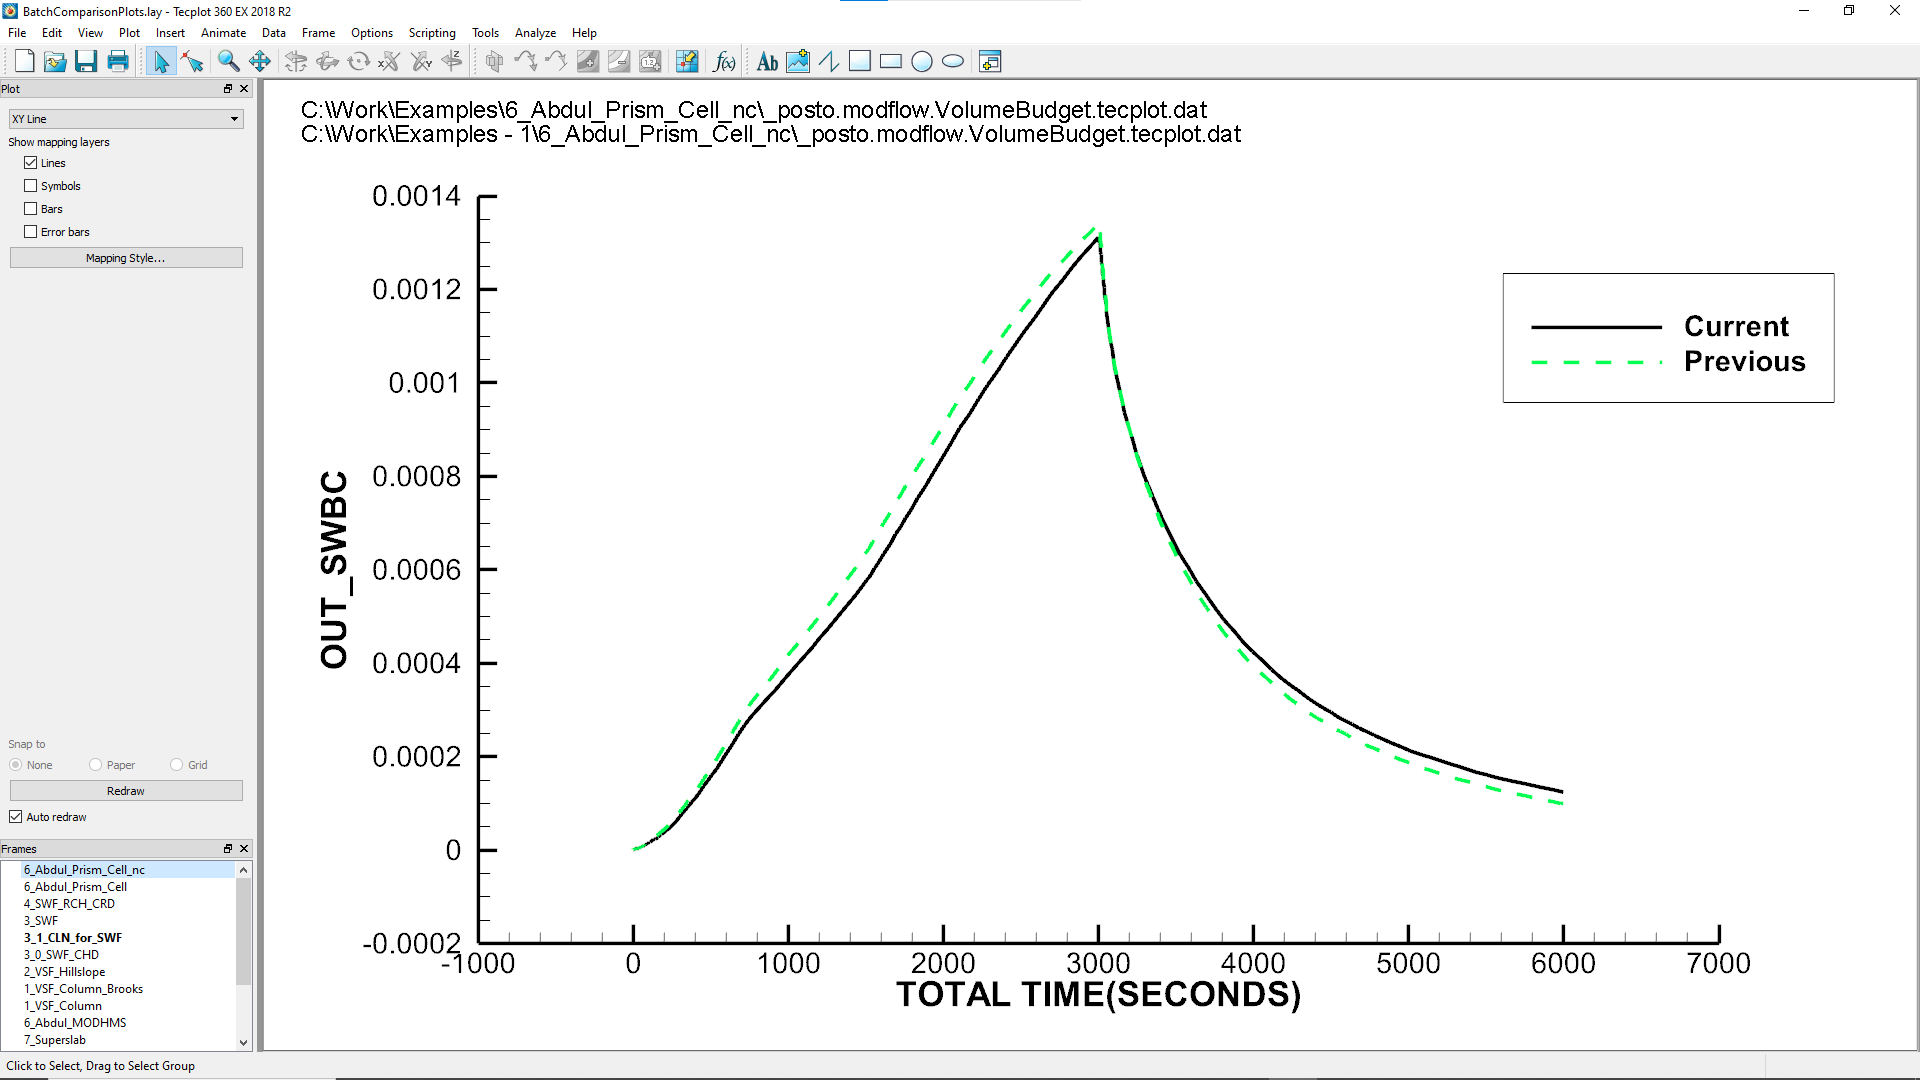 BatchComparisonPlots.lay - Tecplot 360 EX 2018 R2
File Edit View Plot Insert Animate Data Frame Options Scripting Tools Analyze Help
Plot
XY Line
Show mapping layers
Lines
Symbols
Bars
Error bars
Mapping Style...
Snap to
None Paper Grid
Redraw
Auto redraw
Frames
6_Abdul_Prism_Cell_nc
6_Abdul_Prism_Cell
4_SWF_RCH_CRD
3_SWF
3_1_CLN_for_SWF
3_0_SWF_CHD
2_VSF_Hillslope
1_VSF_Column_Brooks
1_VSF_Column
6_Abdul_MODHMS
7_Superslab
Click to Select, Drag to Select Group
C:\Work\Examples\6_Abdul_Prism_Cell_nc\_posto.modflow.VolumeBudget.tecplot.dat
C:\Work\Examples - 1\6_Abdul_Prism_Cell_nc\_posto.modflow.VolumeBudget.tecplot.dat
0.0014
0.0012
0.001
0.0008
0.0006
0.0004
0.0002
0
-0.0002
OUT_SWBC
-1000 0 1000 2000 3000 4000 5000 6000 7000
TOTAL TIME(SECONDS)
Current
Previous
Ab
f(x)